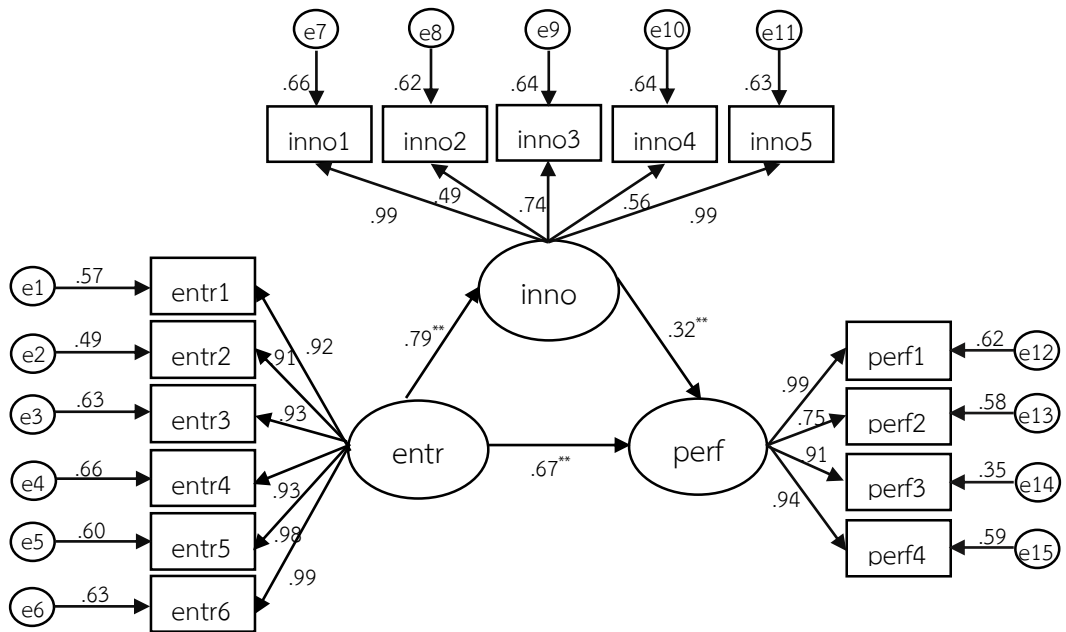 e7 e8 e9 e10 e11
.66 .62 .64 .64 .63
inno1 inno2 inno3 inno4 inno5
.99 .49 .74 .56 .99
inno
e1 .57 entr1
e2 .49 entr2
e3 .63 entr3
e4 .66 entr4
e5 .60 entr5
e6 .63 entr6
.92
.91
.93
.93
.98
.99
entr
.79**
.67**
.32**
perf
.99
.75
.91
.94
perf1 .62 e12
perf2 .58 e13
perf3 .35 e14
perf4 .59 e15